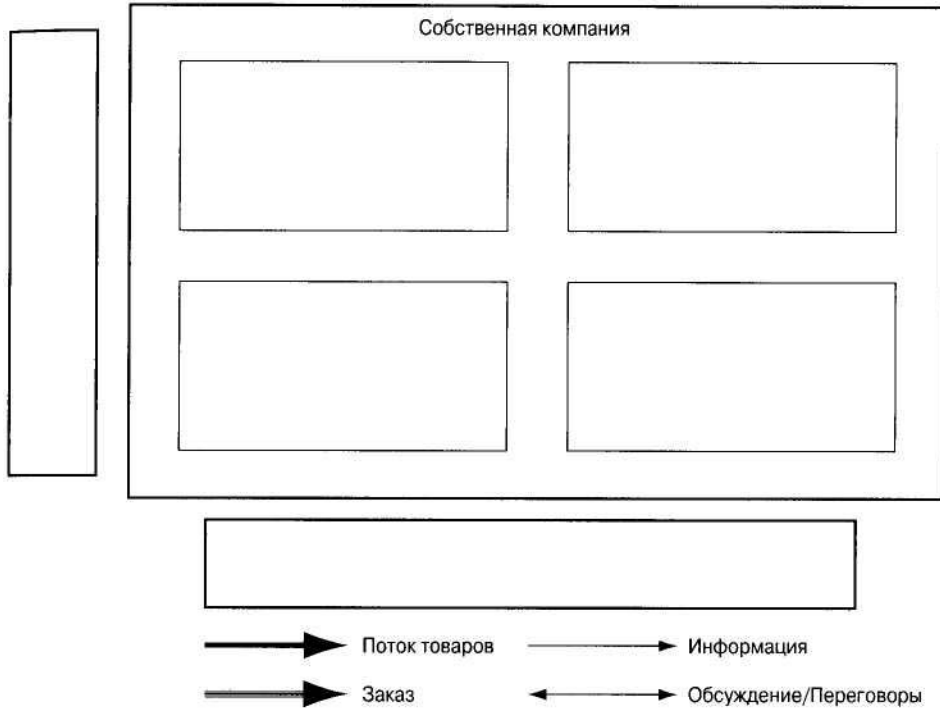 Собственная компания
Поток товаров
Информация
Заказ
Обсуждение/Переговоры